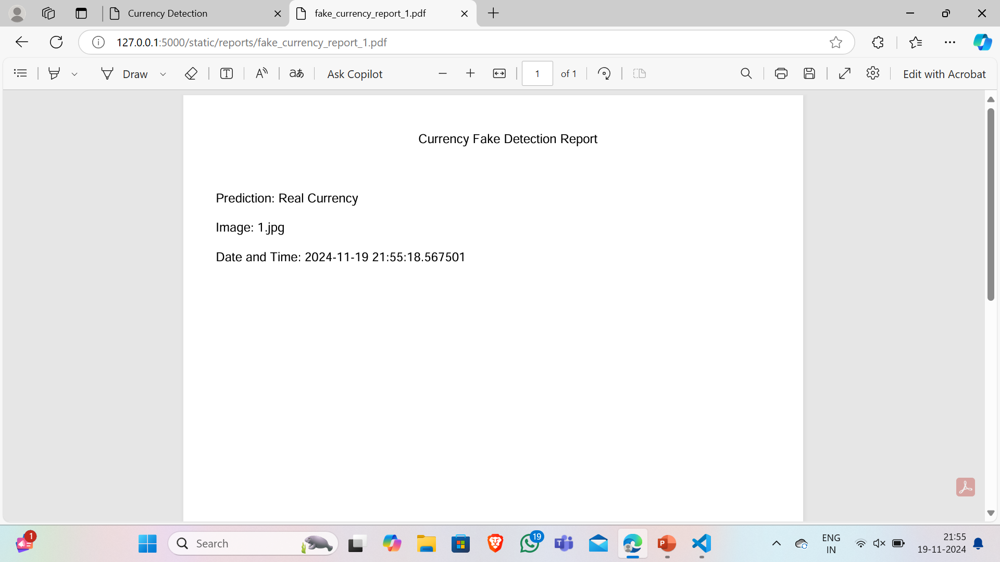 Currency Detection
fake_currency_report_1.pdf
127.0.0.1:5000/static/reports/fake_currency_report_1.pdf
Draw
aあ
Ask Copilot
1
of 1
Edit with Acrobat
Currency Fake Detection Report
Prediction: Real Currency
Image: 1.jpg
Date and Time: 2024-11-19 21:55:18.567501
1
Search
19
ENG
IN
21:55
19-11-2024